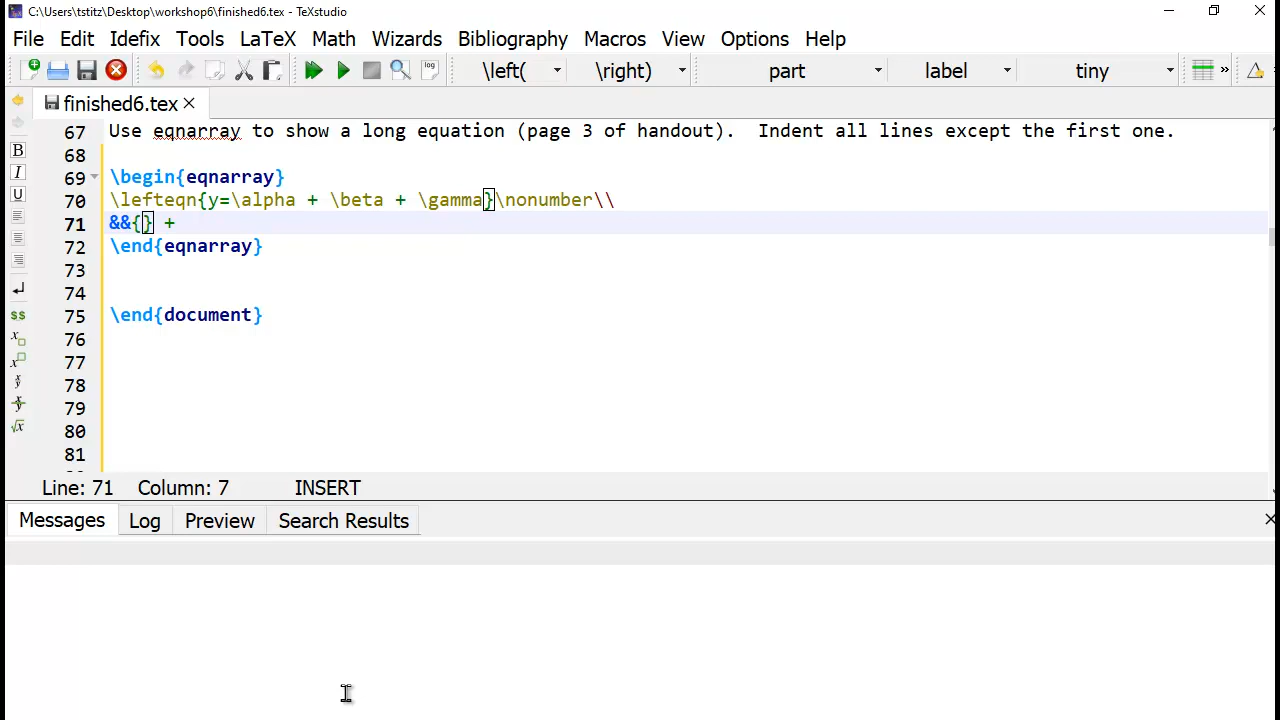 C:\Users\tstitz\Desktop\workshop6\finished6.tex - TeXstudio
File Edit Idefix Tools LaTeX Math Wizards Bibliography Macros View Options Help
\left( \right) part label tiny »
finished6.tex
67 Use eqnarray to show a long equation (page 3 of handout).  Indent all lines except the first one.
68
69 \begin{eqnarray}
70 \lefteqn{y=\alpha + \beta + \gamma}\nonumber\\
71 &&{} +
72 \end{eqnarray}
73
74
75 \end{document}
76
77
78
79
80
81
Line: 71 Column: 7 INSERT
Messages Log Preview Search Results